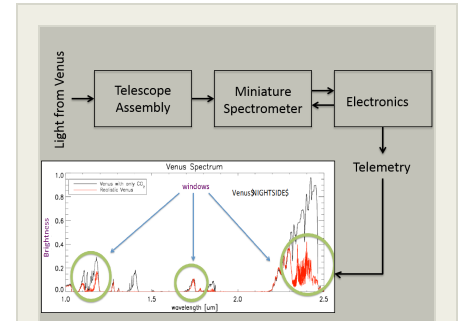 Light from Venus
Telescope
Assembly
Miniature
Spectrometer
Electronics
Telemetry
Venus Spectrum
Venus with only CO2
Realistic Venus
windows
Venus$NIGHTSIDE$
Brightness
1.0
0.8
0.6
0.4
0.2
0.0
1.0
1.5
2.0
2.5
wavelength [um]